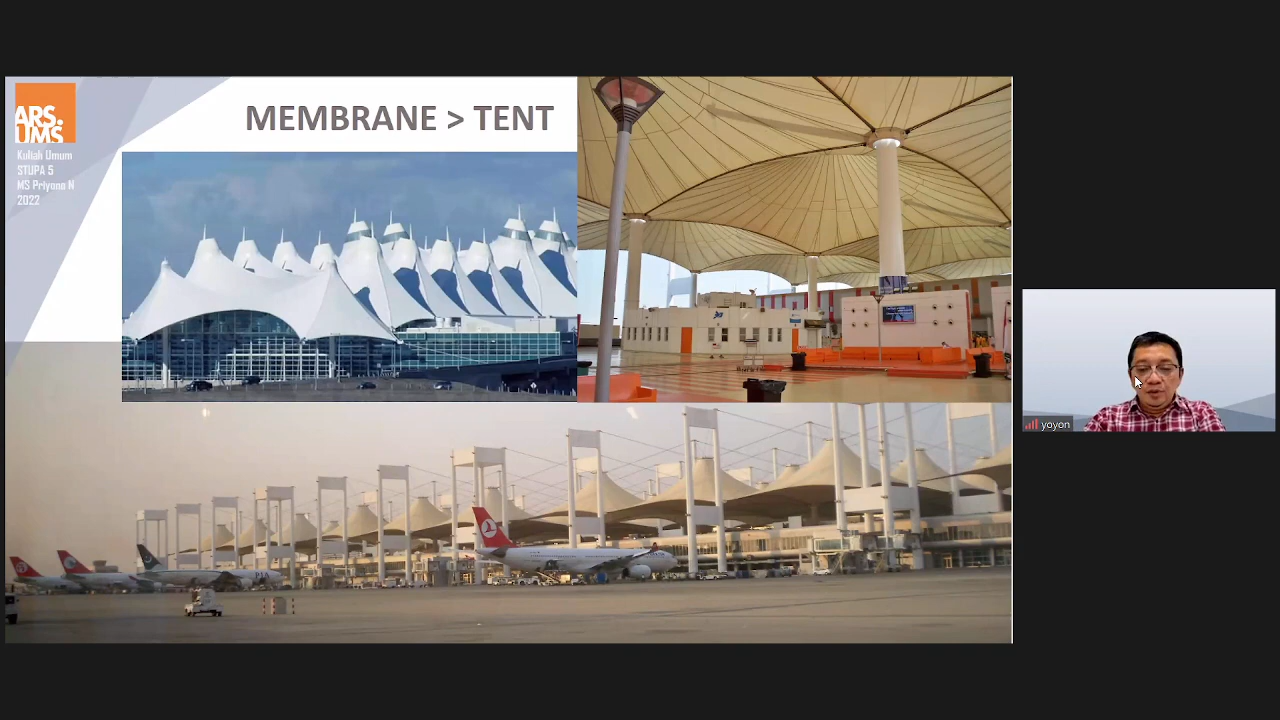 ARS.
UMS
Kuliah Umum
STUPA 5
MS Priyono N
2022
MEMBRANE > TENT
yoyon